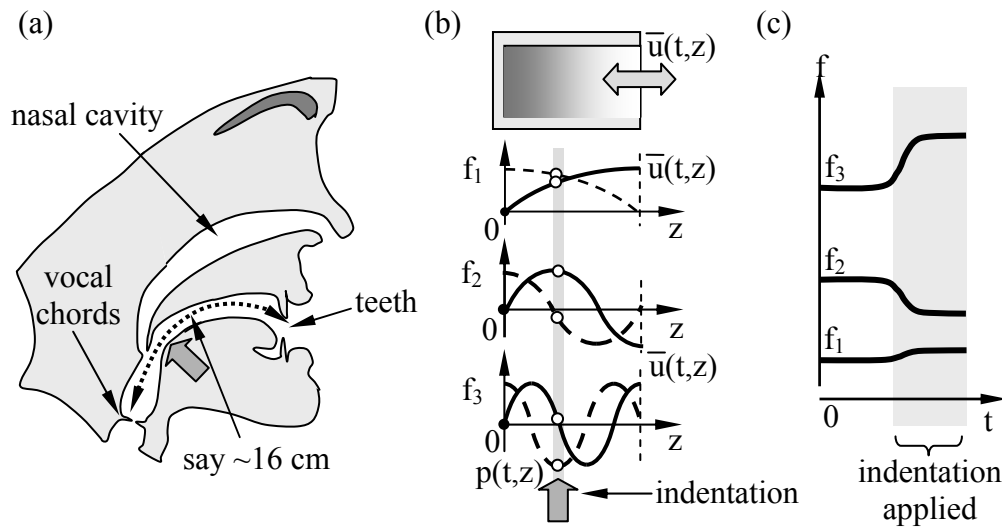 (a)
nasal cavity
vocal
chords
teeth
say ~16 cm
(b)
u̅(t,z)
f₁
u̅(t,z)
0
z
f₂
0
z
u̅(t,z)
f₃
0
z
p(t,z)
indentation
(c)
f
f₃
f₂
f₁
0
t
indentation
applied